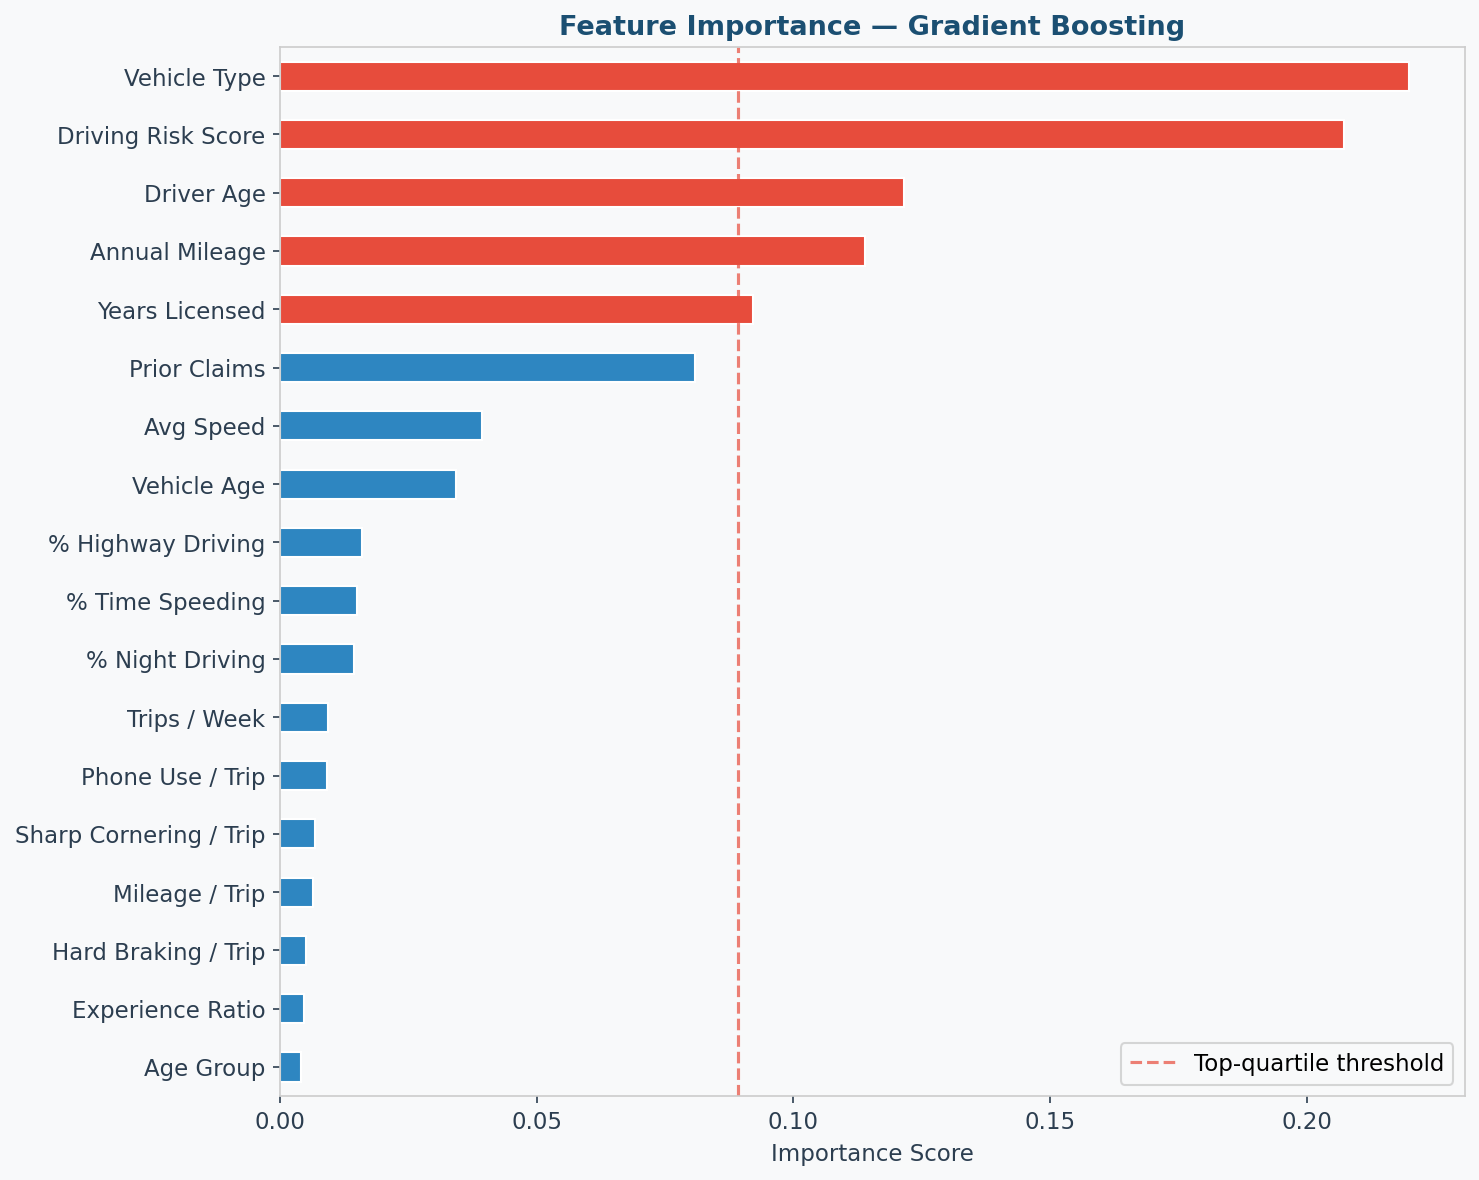 Feature Importance — Gradient Boosting
Vehicle Type
Driving Risk Score
Driver Age
Annual Mileage
Years Licensed
Prior Claims
Avg Speed
Vehicle Age
% Highway Driving
% Time Speeding
% Night Driving
Trips / Week
Phone Use / Trip
Sharp Cornering / Trip
Mileage / Trip
Hard Braking / Trip
Experience Ratio
Age Group
Top-quartile threshold
0.00 0.05 0.10 0.15 0.20
Importance Score